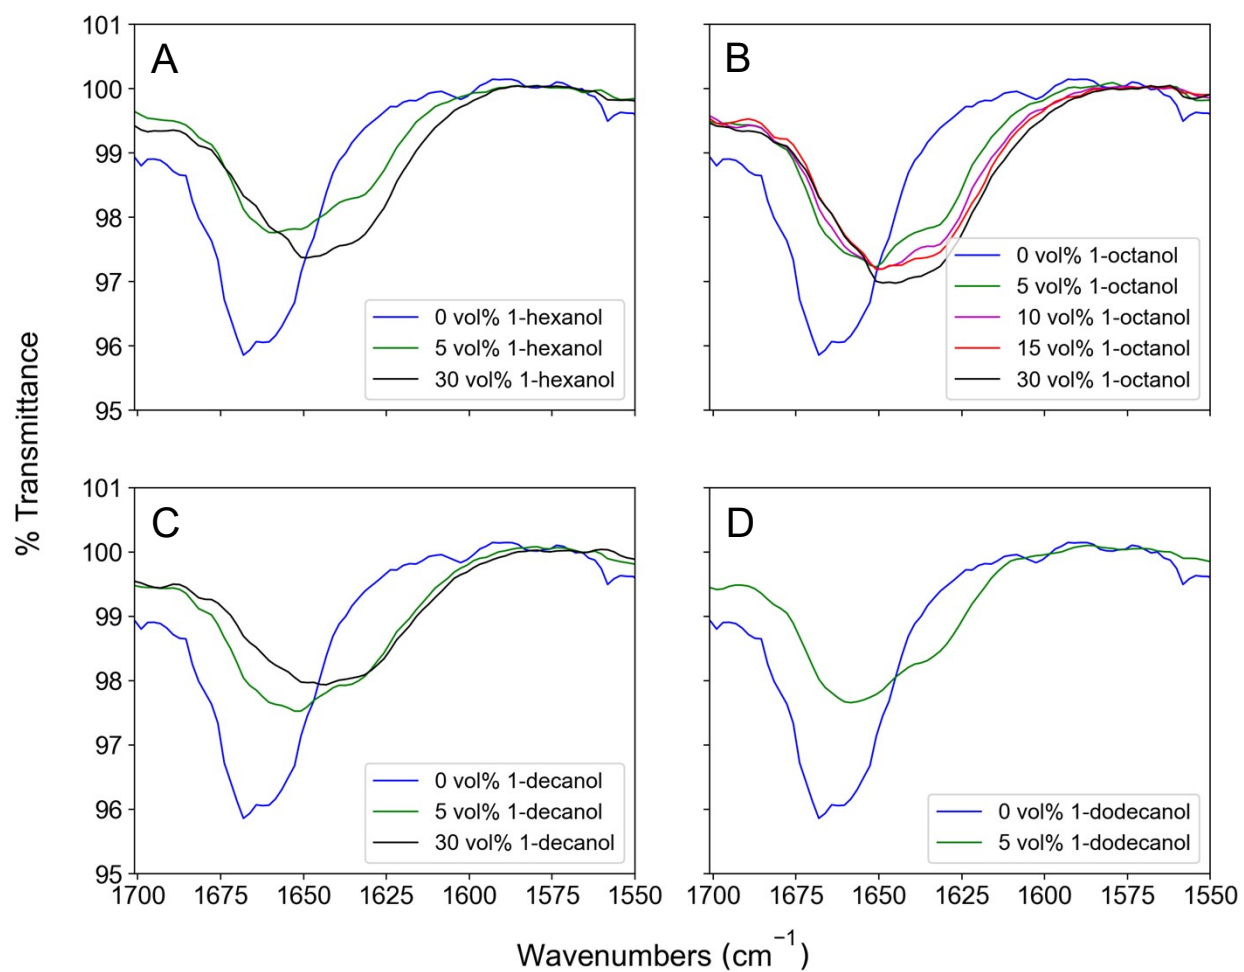 % Transmittance
A
101
100
99
98
97
96
95
0 vol% 1-hexanol
5 vol% 1-hexanol
30 vol% 1-hexanol
B
0 vol% 1-octanol
5 vol% 1-octanol
10 vol% 1-octanol
15 vol% 1-octanol
30 vol% 1-octanol
C
101
100
99
98
97
96
95
0 vol% 1-decanol
5 vol% 1-decanol
30 vol% 1-decanol
1700 1675 1650 1625 1600 1575 1550
D
0 vol% 1-dodecanol
5 vol% 1-dodecanol
1700 1675 1650 1625 1600 1575 1550
Wavenumbers (cm⁻¹)